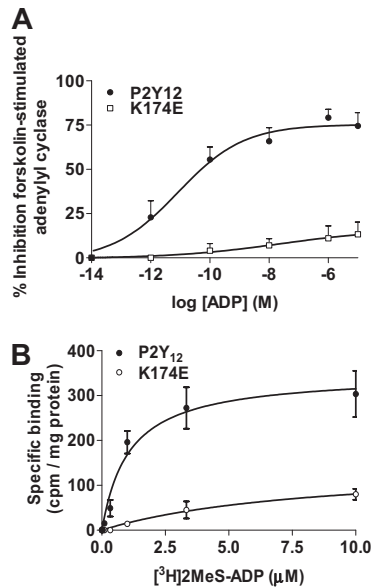 A
% Inhibition forskolin-stimulated
adenylyl cyclase
100
75
50
25
0
P2Y12
K174E
-14
-12
-10
-8
-6
log [ADP] (M)
B
Specific binding
(cpm / mg protein)
400
300
200
100
0
P2Y₁₂
K174E
0.0
2.5
5.0
7.5
10.0
[³H]2MeS-ADP (μM)